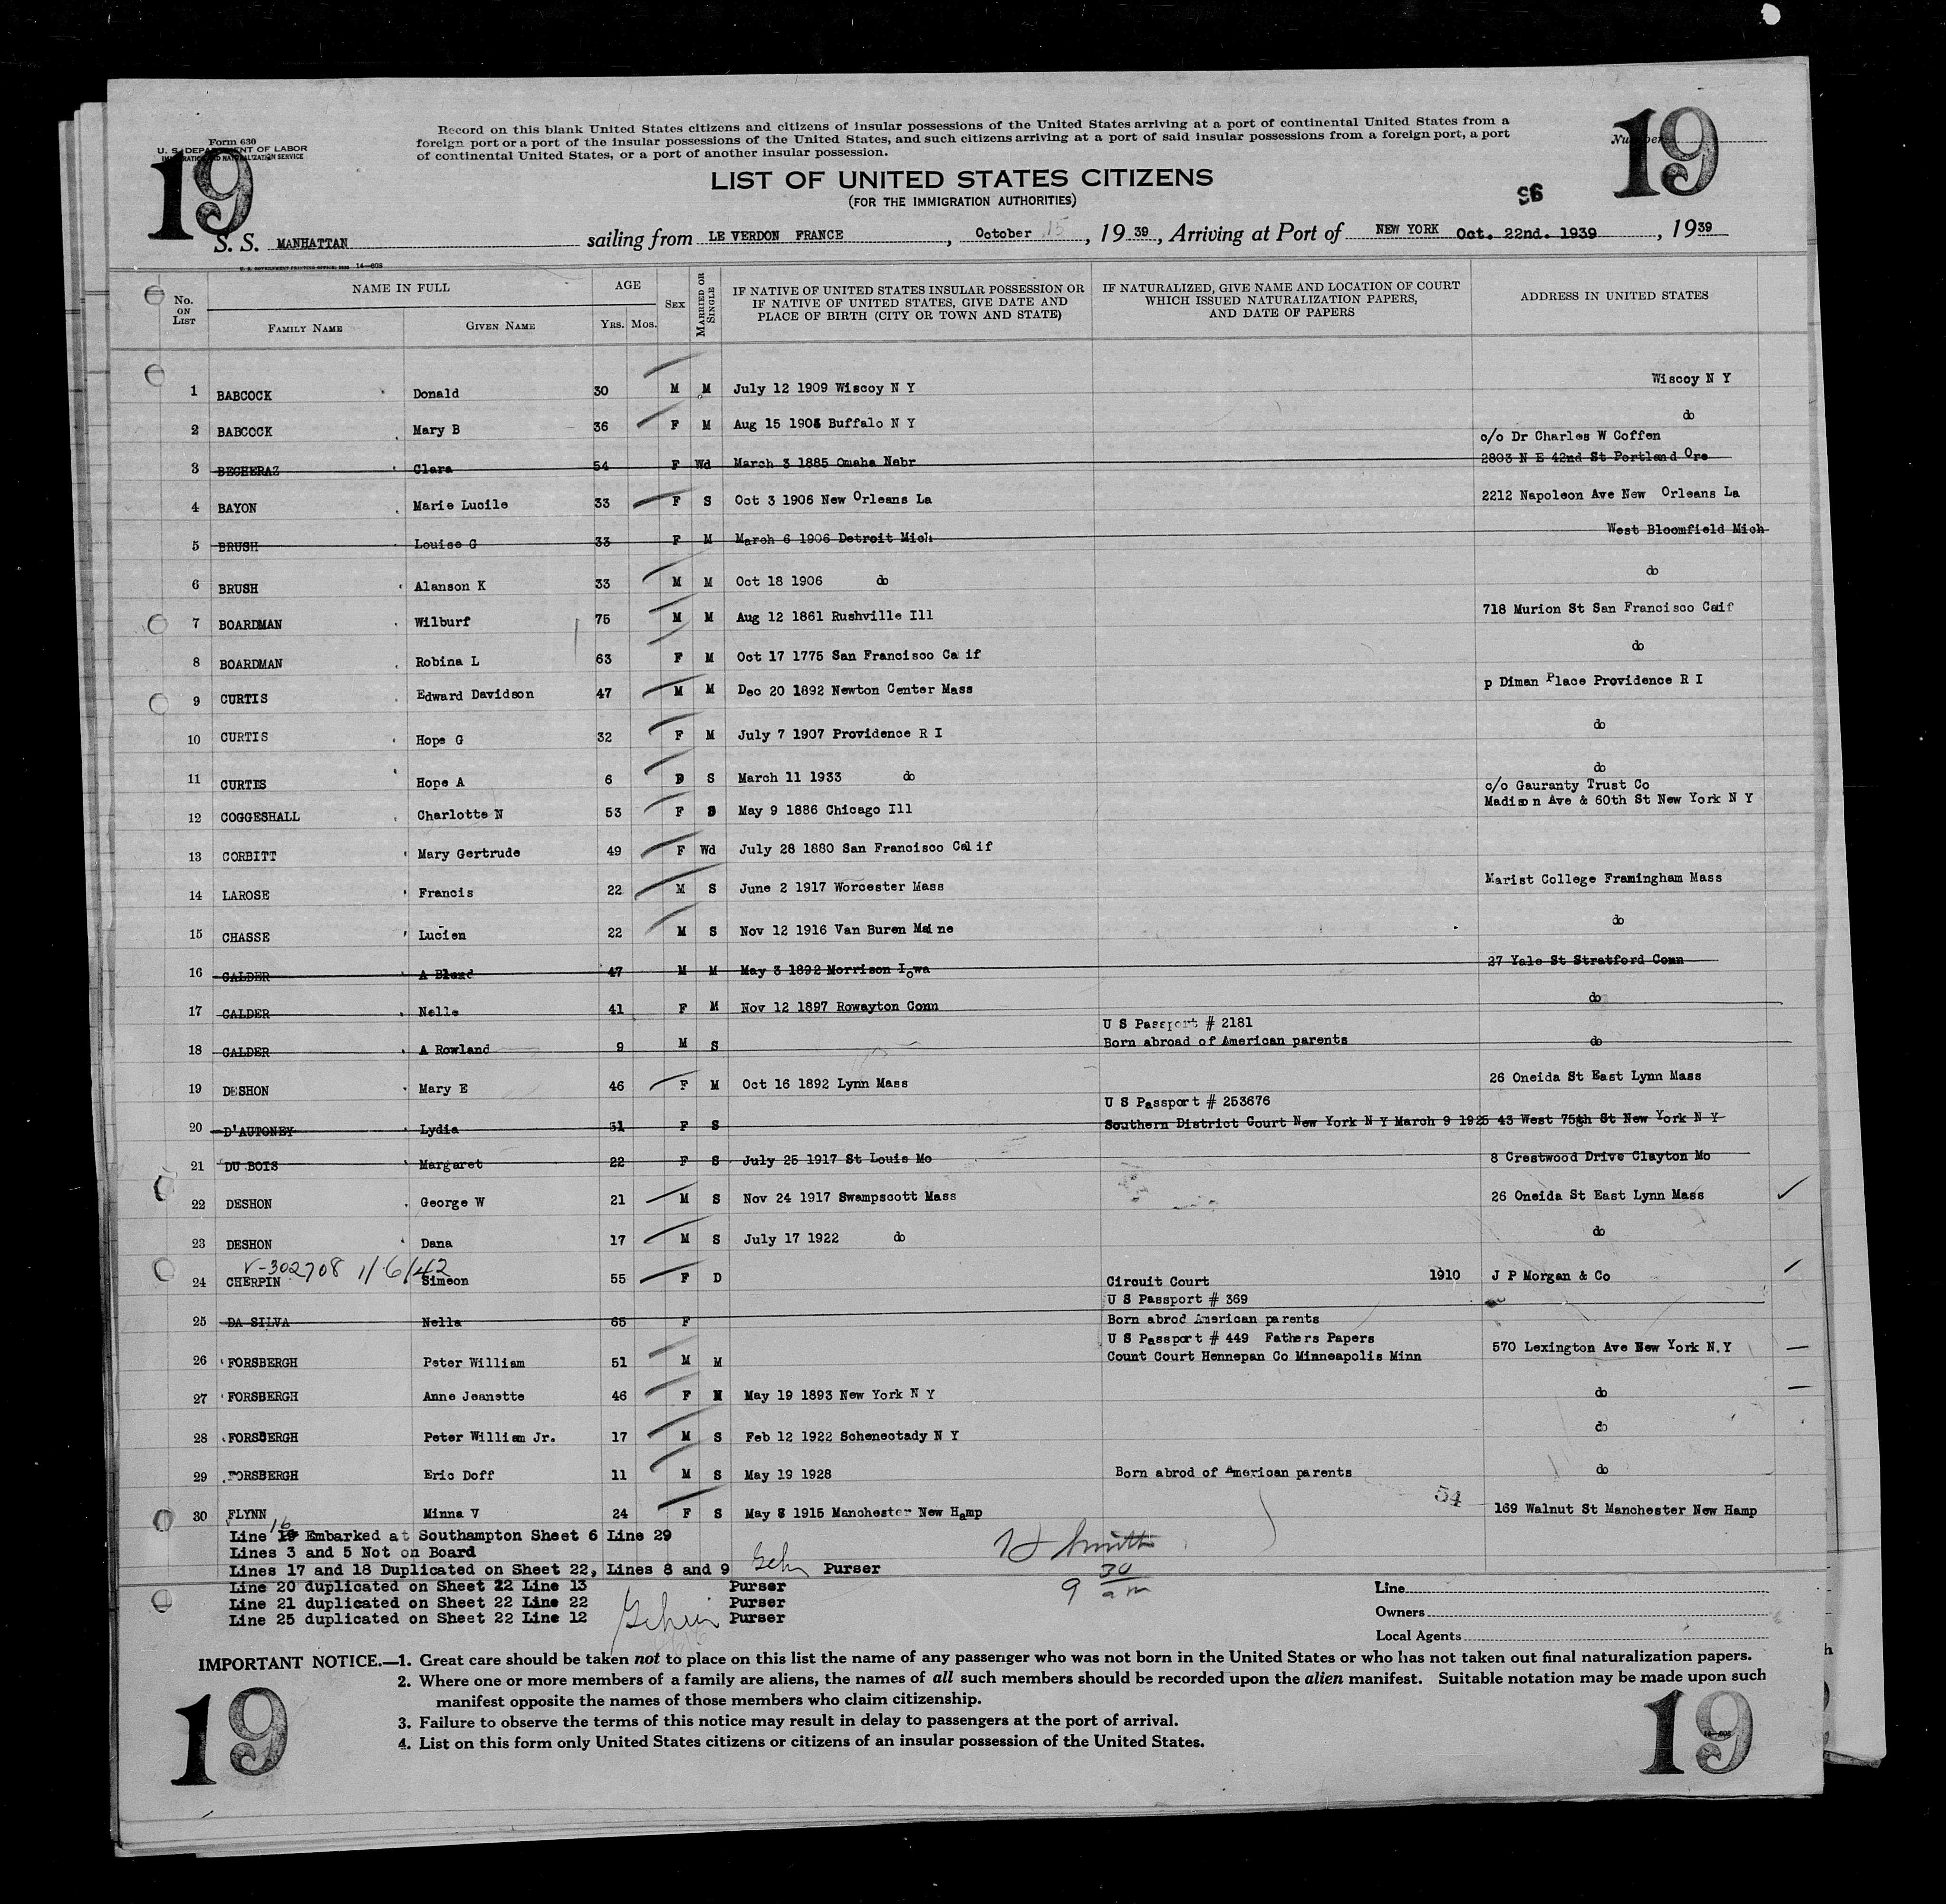 Form 630
U. S. DEPARTMENT OF LABOR
IMMIGRATION AND NATURALIZATION SERVICE
19
Record on this blank United States citizens and citizens of insular possessions of the United States arriving at a port of continental United States from a
foreign port or a port of the insular possessions of the United States, and such citizens arriving at a port of said insular possessions from a foreign port, a port
of continental United States, or a port of another insular possession.
Number
19
LIST OF UNITED STATES CITIZENS
(FOR THE IMMIGRATION AUTHORITIES)
96
S. S. MANHATTAN sailing from LE VERDON FRANCE, October 15, 1939, Arriving at Port of NEW YORK Oct. 22nd. 1939, 1939
14—608
No. ON LIST NAME IN FULL FAMILY NAME GIVEN NAME AGE YRS. MOS. SEX MARRIED OR SINGLE IF NATIVE OF UNITED STATES INSULAR POSSESSION OR IF NATIVE OF UNITED STATES, GIVE DATE AND PLACE OF BIRTH (CITY OR TOWN AND STATE) IF NATURALIZED, GIVE NAME AND LOCATION OF COURT WHICH ISSUED NATURALIZATION PAPERS, AND DATE OF PAPERS ADDRESS IN UNITED STATES
1 BABCOCK Donald 30 M M July 12 1909 Wiscoy N Y Wiscoy N Y
2 BABCOCK Mary B 36 F M Aug 15 1903 Buffalo N Y do
c/o Dr Charles W Coffen
3 BECHERAZ Clara 54 F Wd March 3 1885 Omaha Nebr 2803 N E 42nd St Portland Ore
4 BAYON Marie Lucile 33 F S Oct 3 1906 New Orleans La 2212 Napoleon Ave New Orleans La
5 BRUSH Louise G 33 F M March 6 1906 Detroit Mich West Bloomfield Mich
6 BRUSH Alanson K 33 M M Oct 18 1906 do do
7 BOARDMAN Wilburf 75 M M Aug 12 1861 Rushville Ill 718 Murion St San Francisco Calif
8 BOARDMAN Robina L 63 F M Oct 17 1775 San Francisco Calif do
9 CURTIS Edward Davidson 47 M M Dec 20 1892 Newton Center Mass p Diman Place Providence R I
10 CURTIS Hope G 32 F M July 7 1907 Providence R I do
11 CURTIS Hope A 6 S March 11 1933 do do
c/o Gauranty Trust Co
12 COGGESHALL Charlotte N 53 F S May 9 1886 Chicago Ill Madison Ave & 60th St New York N Y
13 CORBITT Mary Gertrude 49 F Wd July 28 1880 San Francisco Calif
14 LAROSE Francis 22 M S June 2 1917 Worcester Mass Marist College Framingham Mass
15 CHASSE Lucien 22 M S Nov 12 1916 Van Buren Maine do
16 CALDER A Bland 47 M M May 3 1892 Morrison Iowa 27 Yale St Stratford Conn
17 CALDER Nelle 41 F M Nov 12 1897 Rowayton Conn do
U S Passport # 2181
18 CALDER A Rowland 9 M S Born abroad of American parents do
19 DESHON Mary E 46 F M Oct 16 1892 Lynn Mass 26 Oneida St East Lynn Mass
U S Passport # 253676
20 D'AUTONEY Lydia 31 F S Southern District Court New York N Y March 9 1925 43 West 75th St New York N Y
21 DU BOIS Margaret 22 F S July 25 1917 St Louis Mo 8 Crestwood Drive Clayton Mo
22 DESHON George W 21 M S Nov 24 1917 Swampscott Mass 26 Oneida St East Lynn Mass
23 DESHON Dana 17 M S July 17 1922 do do
V-302708 1/6/42
24 CHERPIN Simeon 55 F D Circuit Court 1910 J P Morgan & Co
U S Passport # 369
25 DA SILVA Nella 65 F Born abrod American parents
U S Passport # 449 Fathers Papers
26 FORSBERGH Peter William 51 M M Count Court Hennepan Co Minneapolis Minn 570 Lexington Ave New York N.Y
27 FORSBERGH Anne Jeanette 46 F M May 19 1893 New York N Y do
28 FORSBERGH Peter William Jr. 17 M S Feb 12 1922 Schenectady N Y do
29 FORSBERGH Eric Doff 11 M S May 19 1928 Born abrod of American parents do
54
30 FLYNN Minna V 24 F S May 8 1915 Manchester New Hamp 169 Walnut St Manchester New Hamp
Line 16 Embarked at Southampton Sheet 6 Line 29
Lines 3 and 5 Not on Board
Lines 17 and 18 Duplicated on Sheet 22, Lines 8 and 9 Purser
Smith
9 30 am
Line 20 duplicated on Sheet 22 Line 13 Purser
Line 21 duplicated on Sheet 22 Line 22 Purser
Line 25 duplicated on Sheet 22 Line 12 Purser
Line
Owners
Local Agents
IMPORTANT NOTICE.—1. Great care should be taken not to place on this list the name of any passenger who was not born in the United States or who has not taken out final naturalization papers.
2. Where one or more members of a family are aliens, the names of all such members should be recorded upon the alien manifest. Suitable notation may be made upon such
manifest opposite the names of those members who claim citizenship.
3. Failure to observe the terms of this notice may result in delay to passengers at the port of arrival.
4. List on this form only United States citizens or citizens of an insular possession of the United States.
19
14—608
19